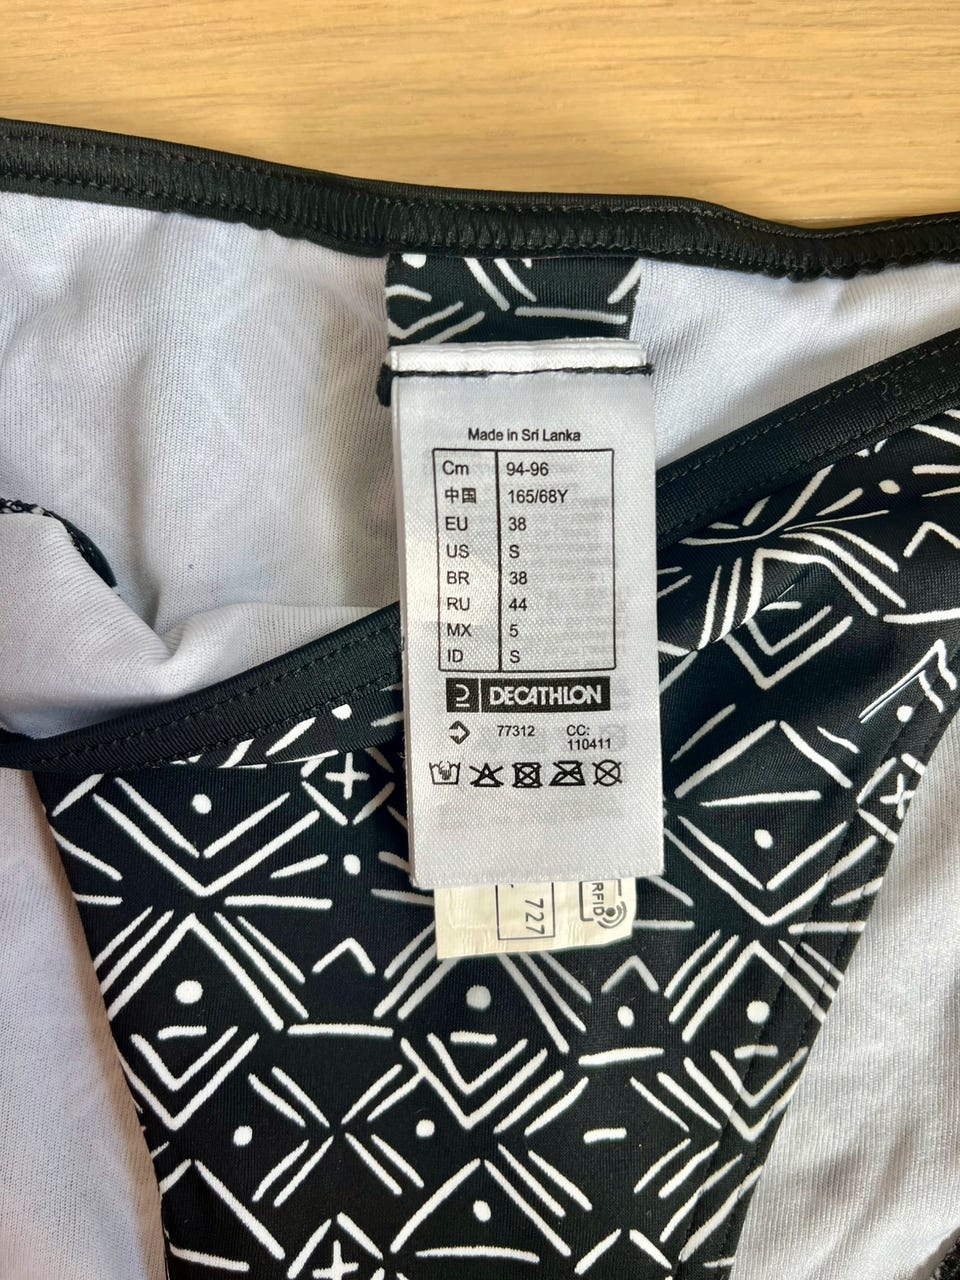 Made in Sri Lanka
Cm 94-96
中国 165/68Y
EU 38
US S
BR 38
RU 44
MX 5
ID S
DECATHLON
77312 CC:
110411
727
RFID